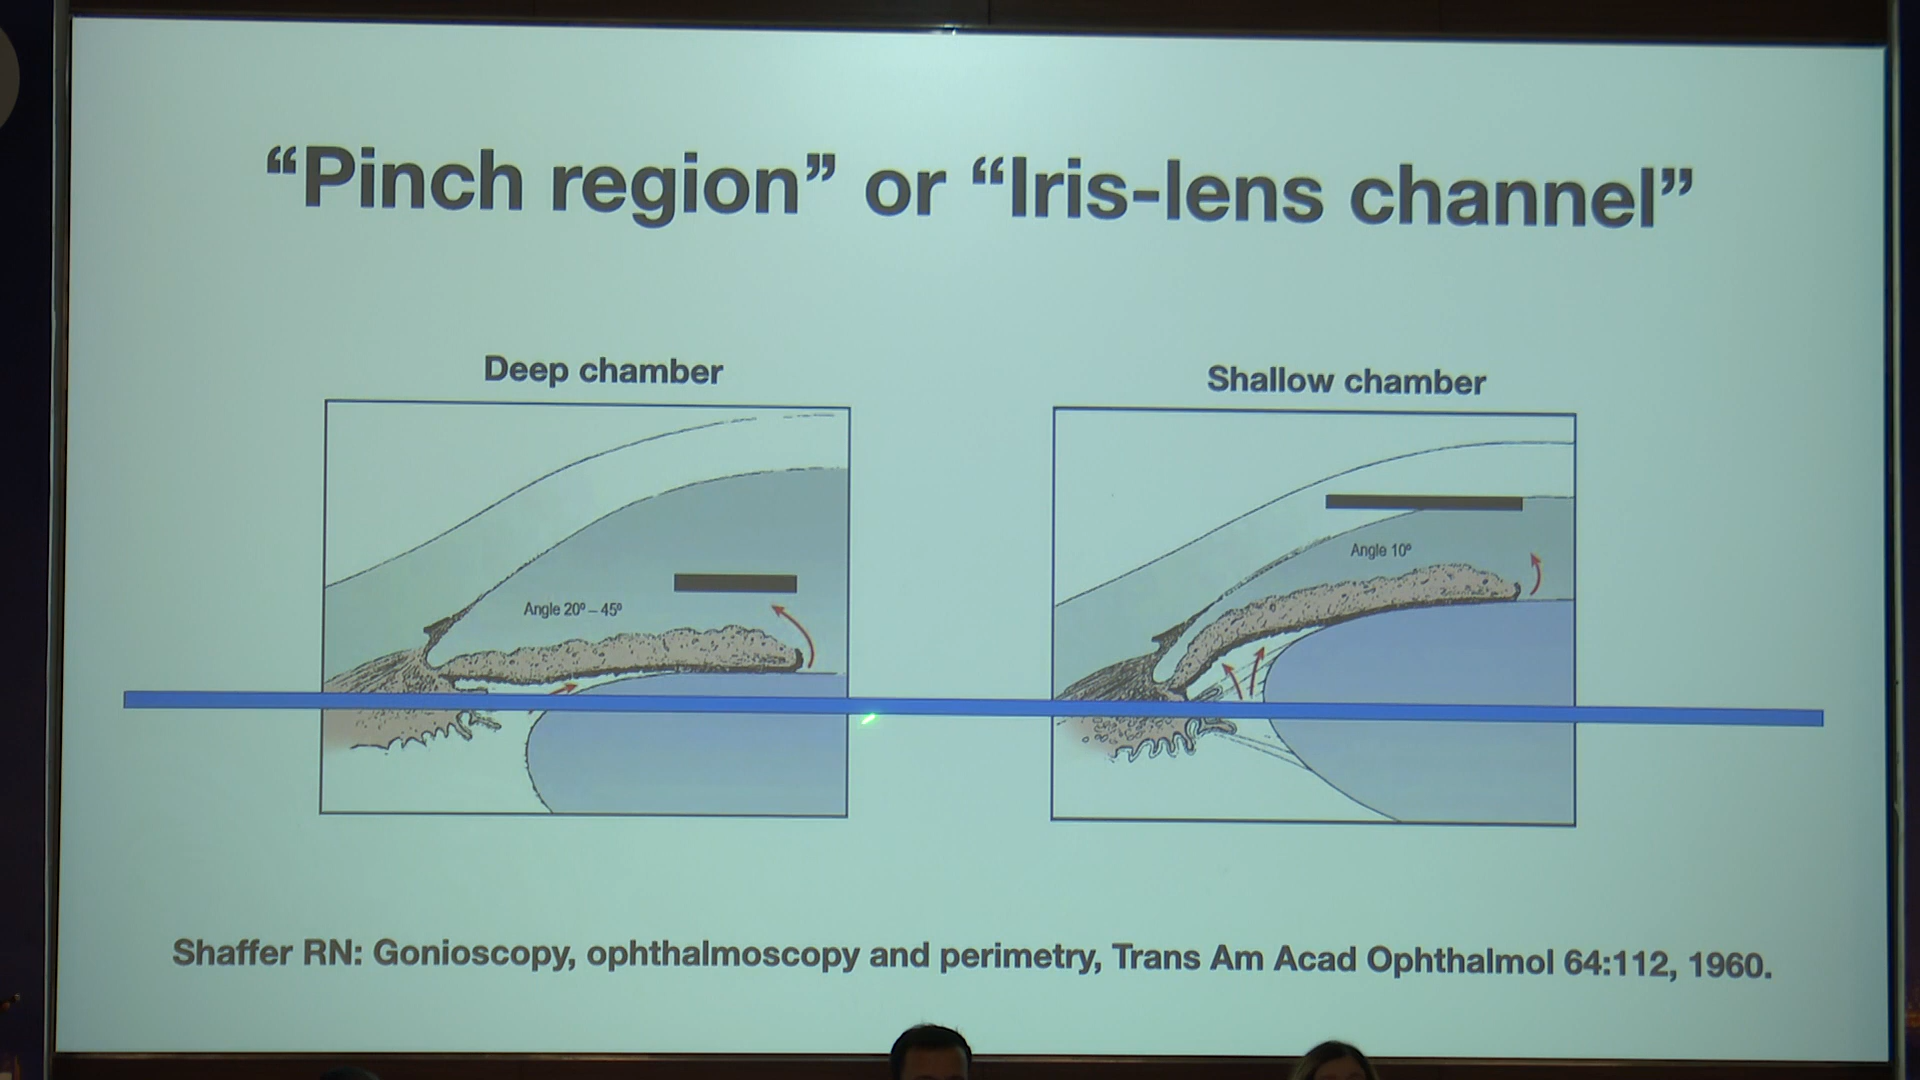 “Pinch region” or “Iris-lens channel”
Deep chamber
Shallow chamber
Angle 20º – 45º
Angle 10º
Shaffer RN: Gonioscopy, ophthalmoscopy and perimetry, Trans Am Acad Ophthalmol 64:112, 1960.